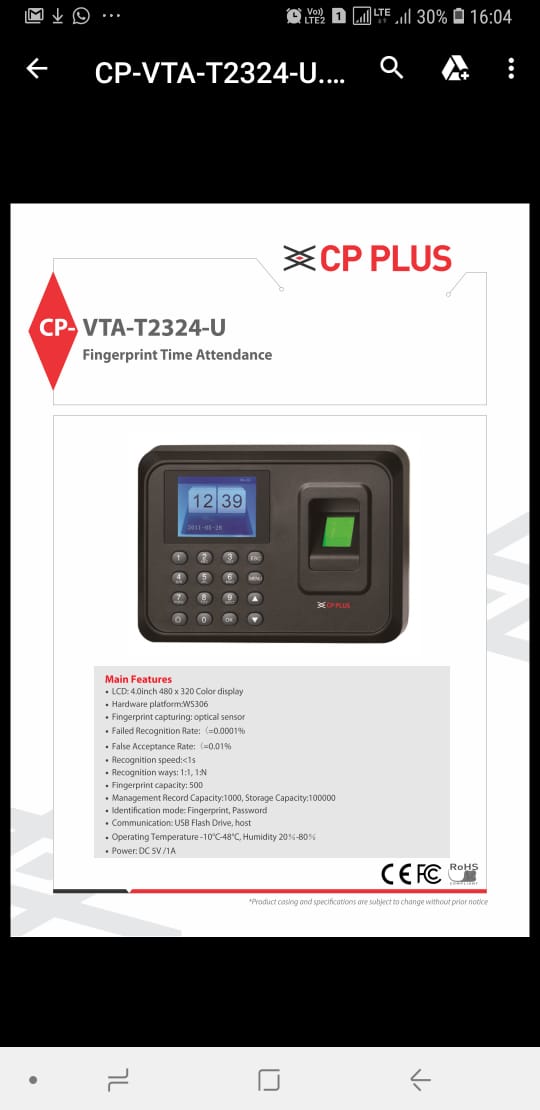 Vo)) LTE2 1 LTE 30% 16:04
CP-VTA-T2324-U....
CP PLUS
CP- VTA-T2324-U
Fingerprint Time Attendance
12 39
2011-05-28
1 2 3 ESC
4 5 6 MENU
7 8 9
0 OK
CP PLUS
Main Features
• LCD: 4.0inch 480 x 320 Color display
• Hardware platform:WS306
• Fingerprint capturing: optical sensor
• Failed Recognition Rate:（=0.0001%
• False Acceptance Rate:（=0.01%
• Recognition speed:<1s
• Recognition ways: 1:1, 1:N
• Fingerprint capacity: 500
• Management Record Capacity:1000, Storage Capacity:100000
• Identification mode: Fingerprint, Password
• Communication: USB Flash Drive, host
• Operating Temperature -10°C-48°C, Humidity 20%-80%
• Power: DC 5V /1A
CE FC RoHS
COMPLIANT
*Product casing and specifications are subject to change without prior notice